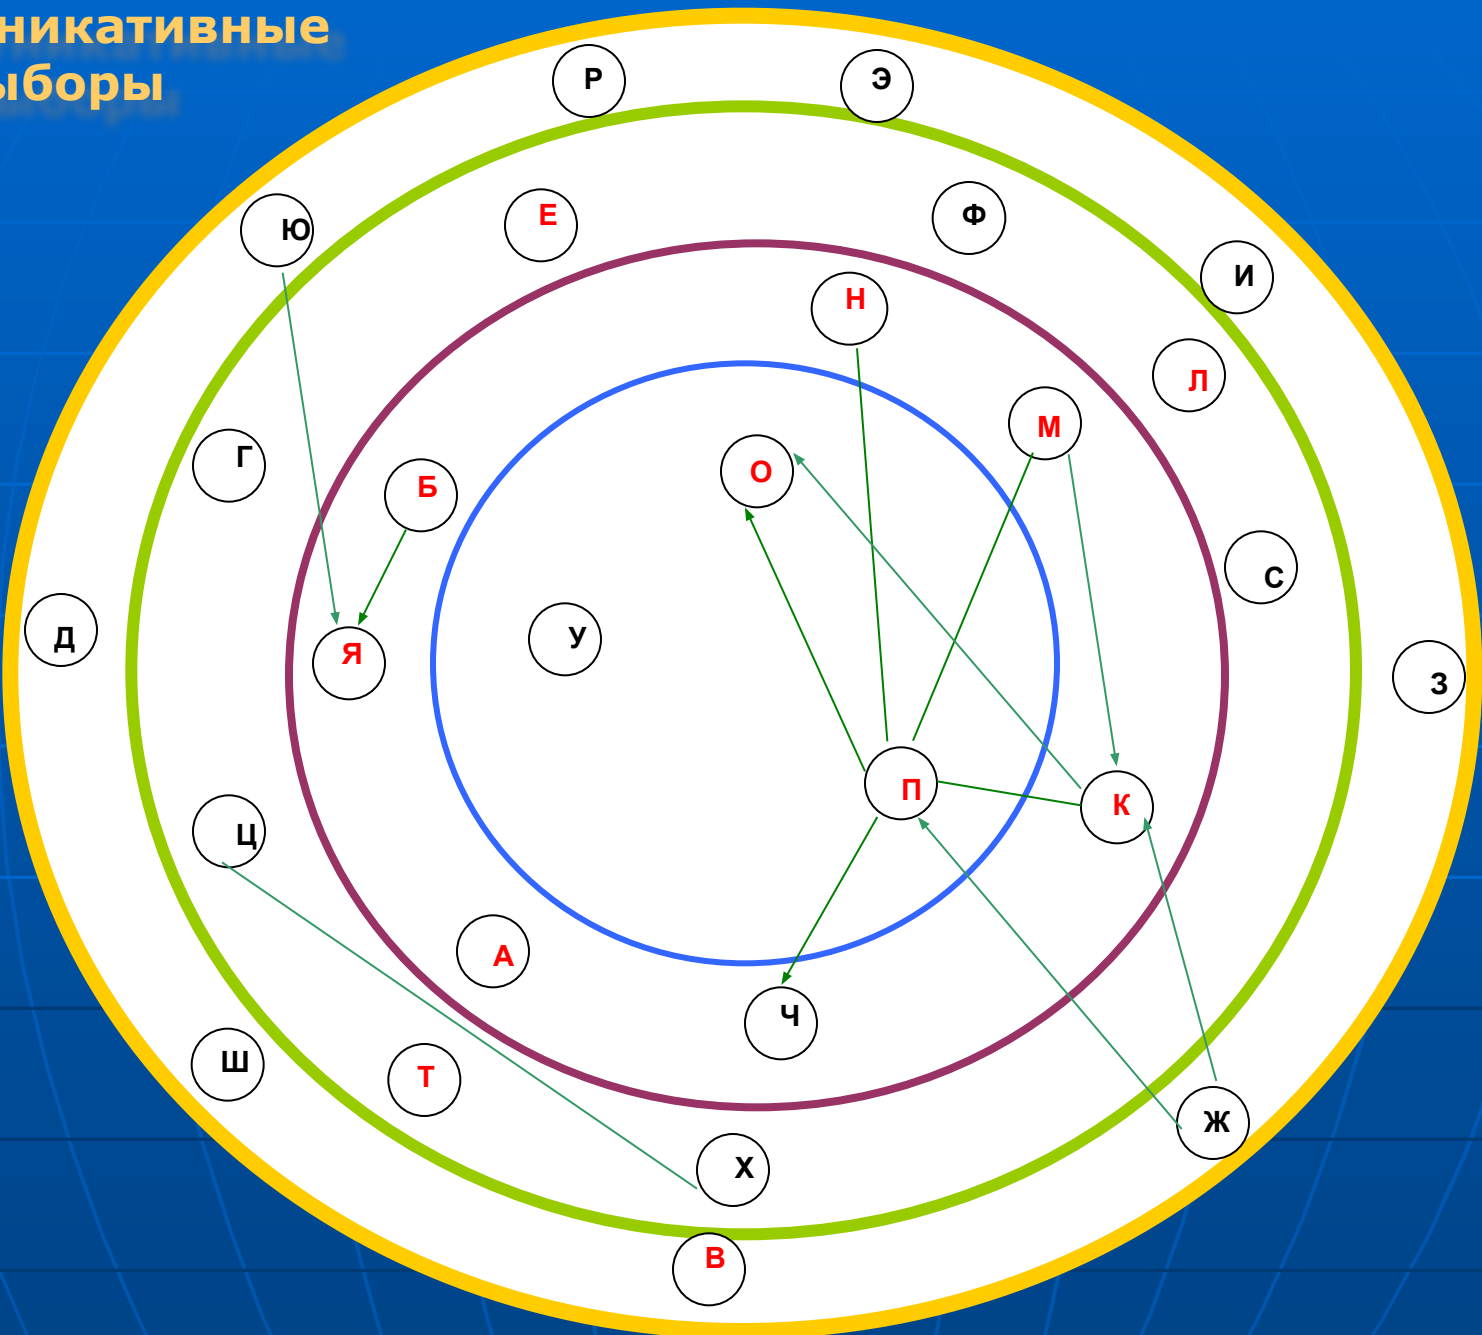 никативные
ыборы
Р
Э
Ю
Е
Ф
И
Н
Л
М
Г
Б
О
С
Д
У
Я
З
П
К
Ц
А
Ч
Ш
Т
Ж
Х
В